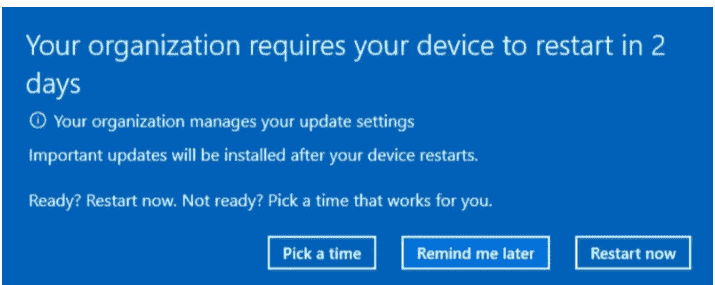 Your organization requires your device to restart in 2
days
Your organization manages your update settings
Important updates will be installed after your device restarts.
Ready? Restart now. Not ready? Pick a time that works for you.
Pick a time
Remind me later
Restart now